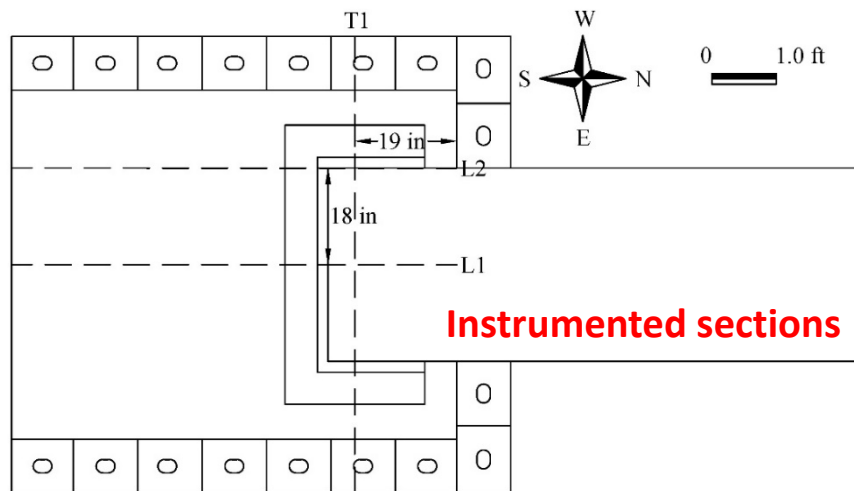 T1
W
0 1.0 ft
S N
E
19 in
L2
18 in
L1
Instrumented sections